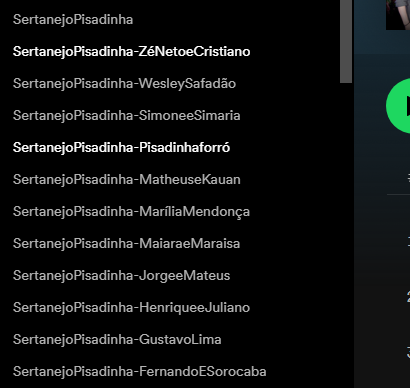 SertanejoPisadinha
SertanejoPisadinha-ZéNetoeCristiano
SertanejoPisadinha-WesleySafadão
SertanejoPisadinha-SimoneeSimaria
SertanejoPisadinha-Pisadinhaforró
SertanejoPisadinha-MatheuseKauan
SertanejoPisadinha-MaríliaMendonça
SertanejoPisadinha-MaiaraeMaraisa
SertanejoPisadinha-JorgeeMateus
SertanejoPisadinha-HenriqueeJuliano
SertanejoPisadinha-GustavoLima
SertanejoPisadinha-FernandoESorocaba